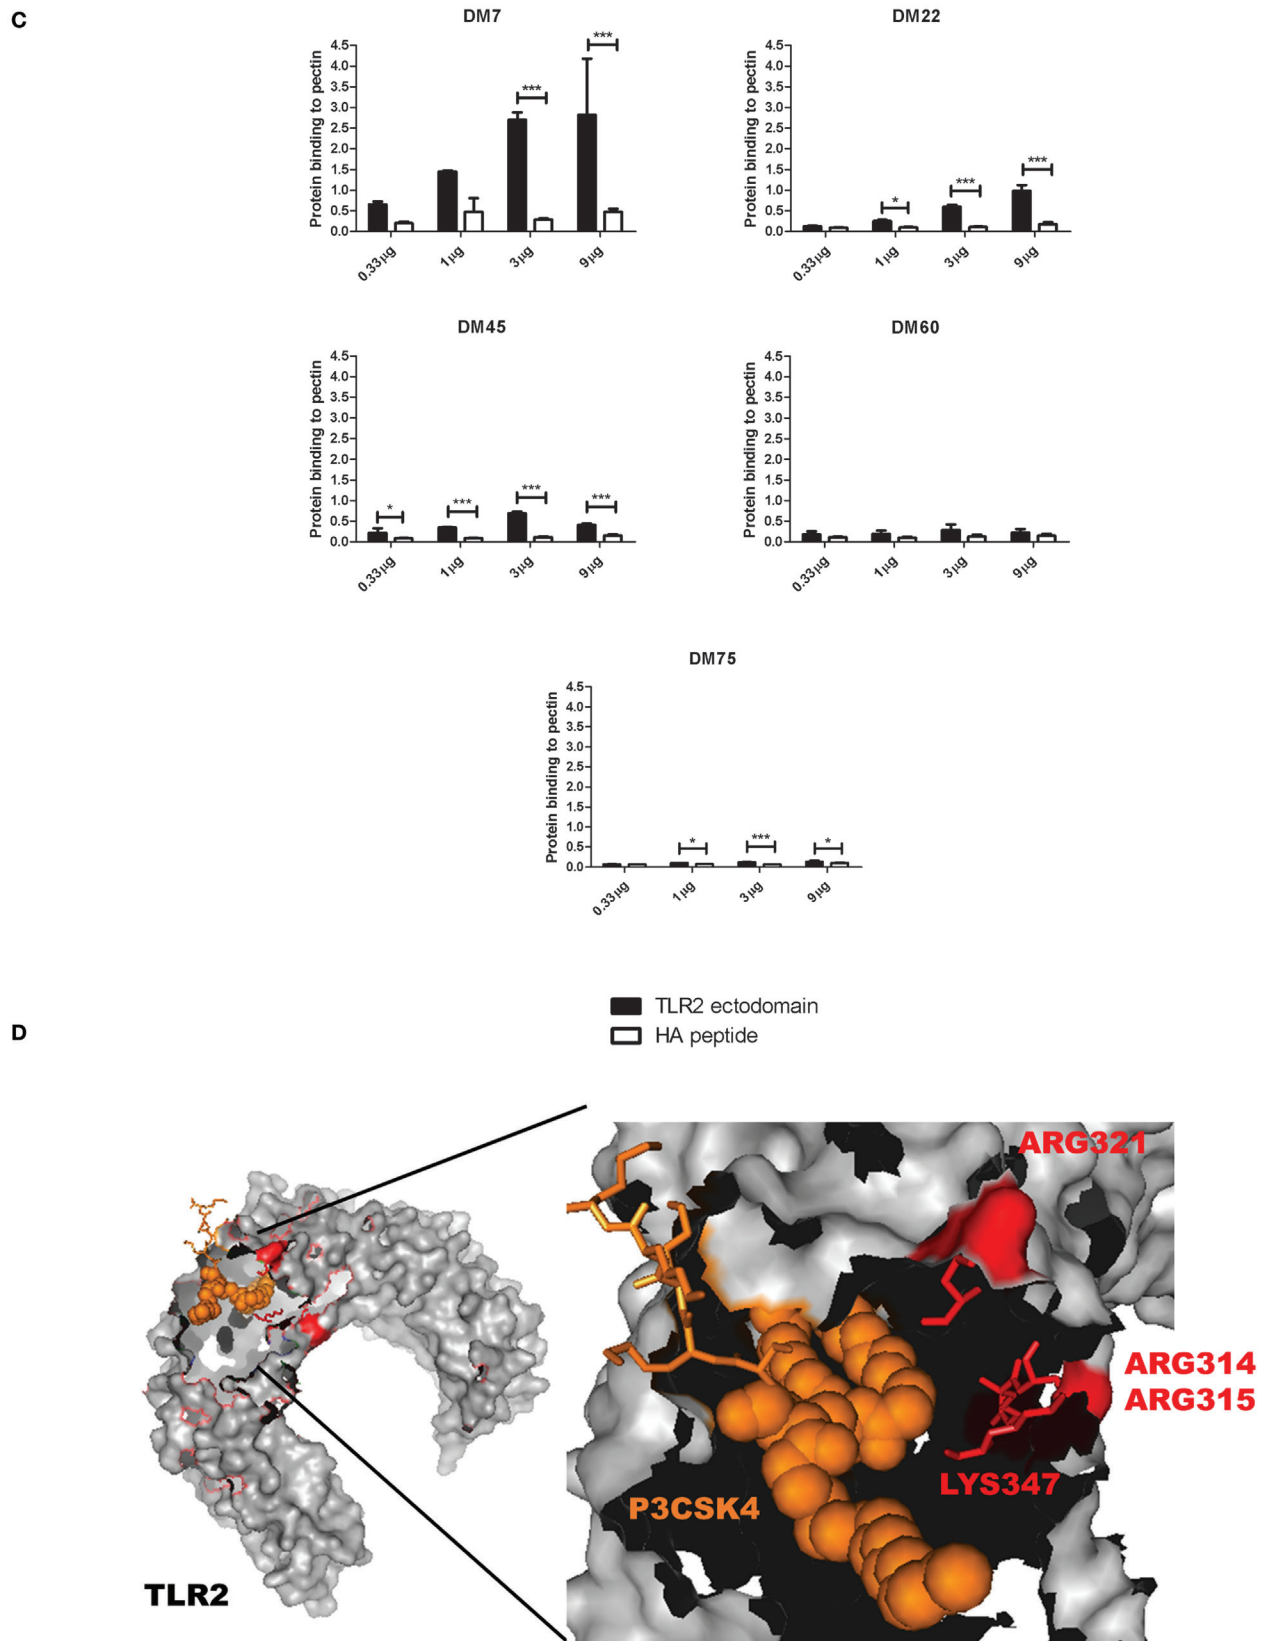 C
DM7
Protein binding to pectin
4.5
4.0
3.5
3.0
2.5
2.0
1.5
1.0
0.5
0.0
***
***
0.33µg
1µg
3µg
9µg
DM22
Protein binding to pectin
4.5
4.0
3.5
3.0
2.5
2.0
1.5
1.0
0.5
0.0
*
***
***
0.33µg
1µg
3µg
9µg
DM45
Protein binding to pectin
4.5
4.0
3.5
3.0
2.5
2.0
1.5
1.0
0.5
0.0
*
***
***
***
0.33µg
1µg
3µg
9µg
DM60
Protein binding to pectin
4.5
4.0
3.5
3.0
2.5
2.0
1.5
1.0
0.5
0.0
0.33µg
1µg
3µg
9µg
DM75
Protein binding to pectin
4.5
4.0
3.5
3.0
2.5
2.0
1.5
1.0
0.5
0.0
*
***
*
0.33µg
1µg
3µg
9µg
TLR2 ectodomain
HA peptide
D
ARG321
ARG314
ARG315
LYS347
P3CSK4
TLR2